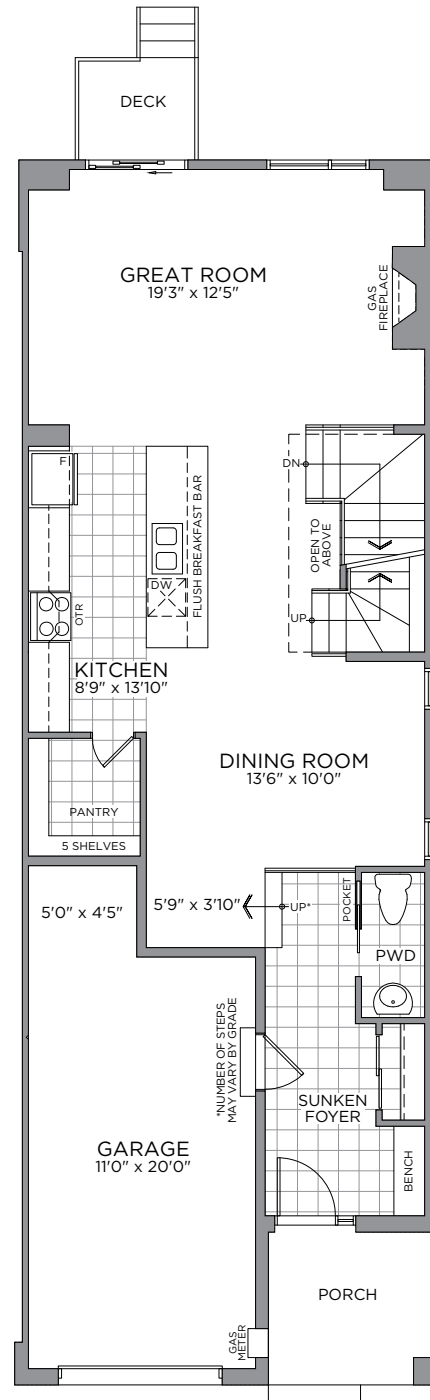 DECK
GREAT ROOM
19'3" x 12'5"
GAS
FIREPLACE
F
DN
FLUSH BREAKFAST BAR
OPEN TO
ABOVE
DW
OTR
UP
KITCHEN
8'9" x 13'10"
DINING ROOM
13'6" x 10'0"
PANTRY
5 SHELVES
5'0" x 4'5"
5'9" x 3'10"
UP*
POCKET
PWD
*NUMBER OF STEPS
MAY VARY BY GRADE
SUNKEN
FOYER
GARAGE
11'0" x 20'0"
BENCH
PORCH
GAS
METER